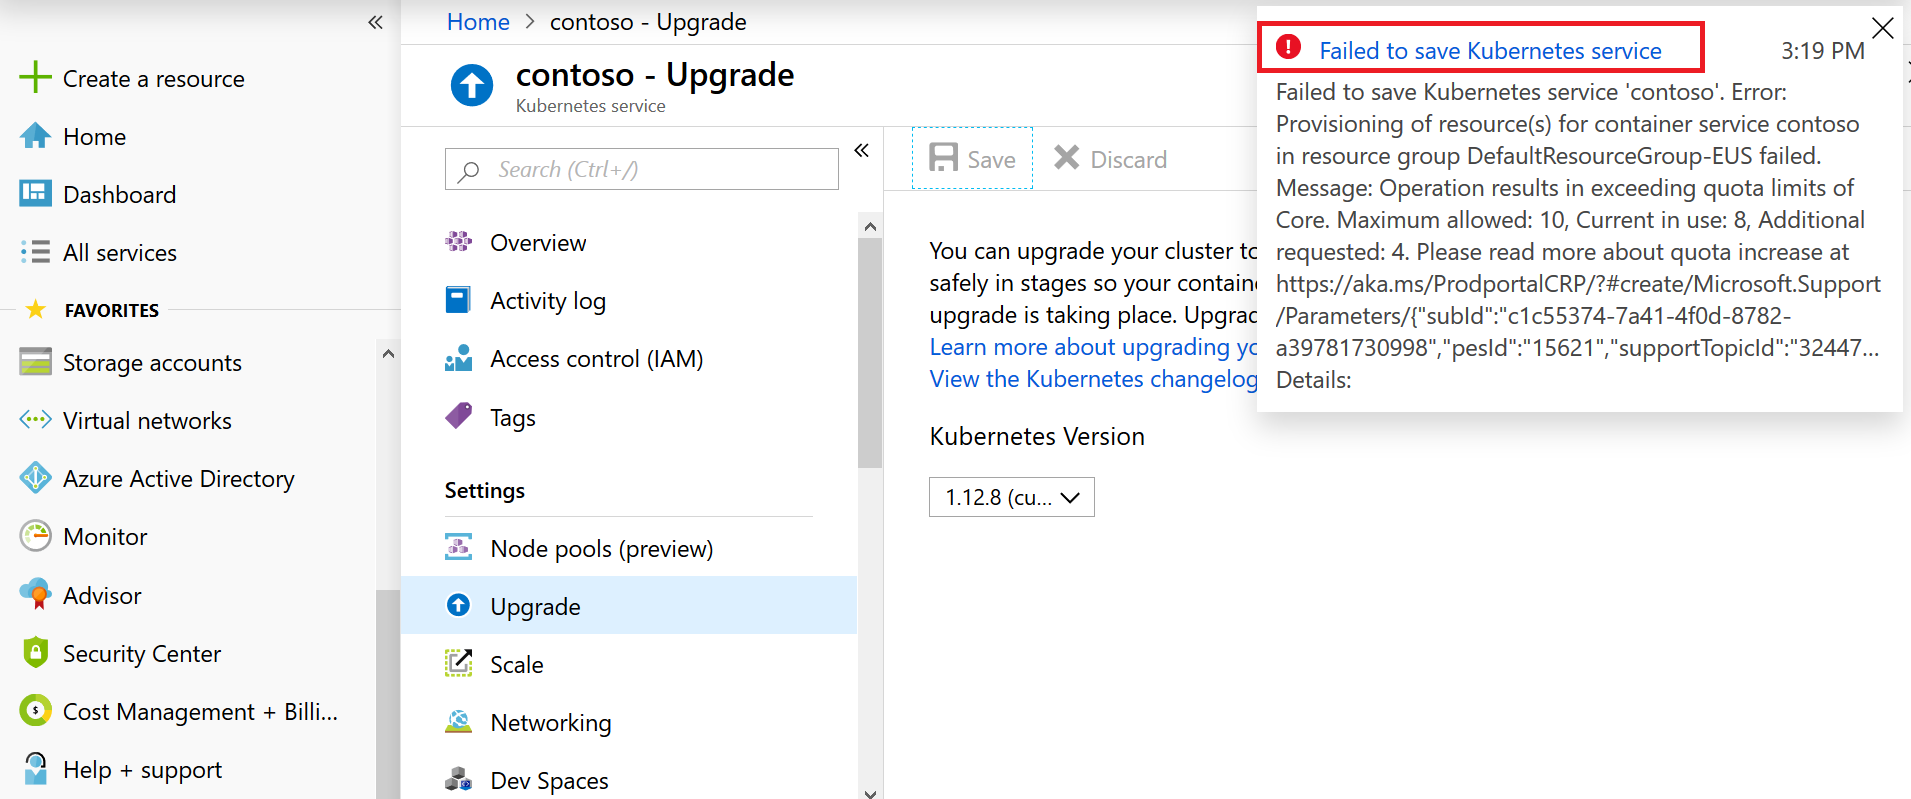 Create a resource
Home
Dashboard
All services
FAVORITES
Storage accounts
Virtual networks
Azure Active Directory
Monitor
Advisor
Security Center
Cost Management + Billi...
Help + support
Home > contoso - Upgrade
contoso - Upgrade
Kubernetes service
Search (Ctrl+/)
Overview
Activity log
Access control (IAM)
Tags
Settings
Node pools (preview)
Upgrade
Scale
Networking
Dev Spaces
Save
Discard
You can upgrade your cluster to
safely in stages so your containe
upgrade is taking place. Upgrad
Learn more about upgrading yo
View the Kubernetes changelog
Kubernetes Version
1.12.8 (cu...
Failed to save Kubernetes service
3:19 PM
Failed to save Kubernetes service 'contoso'. Error:
Provisioning of resource(s) for container service contoso
in resource group DefaultResourceGroup-EUS failed.
Message: Operation results in exceeding quota limits of
Core. Maximum allowed: 10, Current in use: 8, Additional
requested: 4. Please read more about quota increase at
https://aka.ms/ProdportalCRP/?#create/Microsoft.Support
/Parameters/{"subId":"c1c55374-7a41-4f0d-8782-
a39781730998","pesId":"15621","supportTopicId":"32447...
Details: